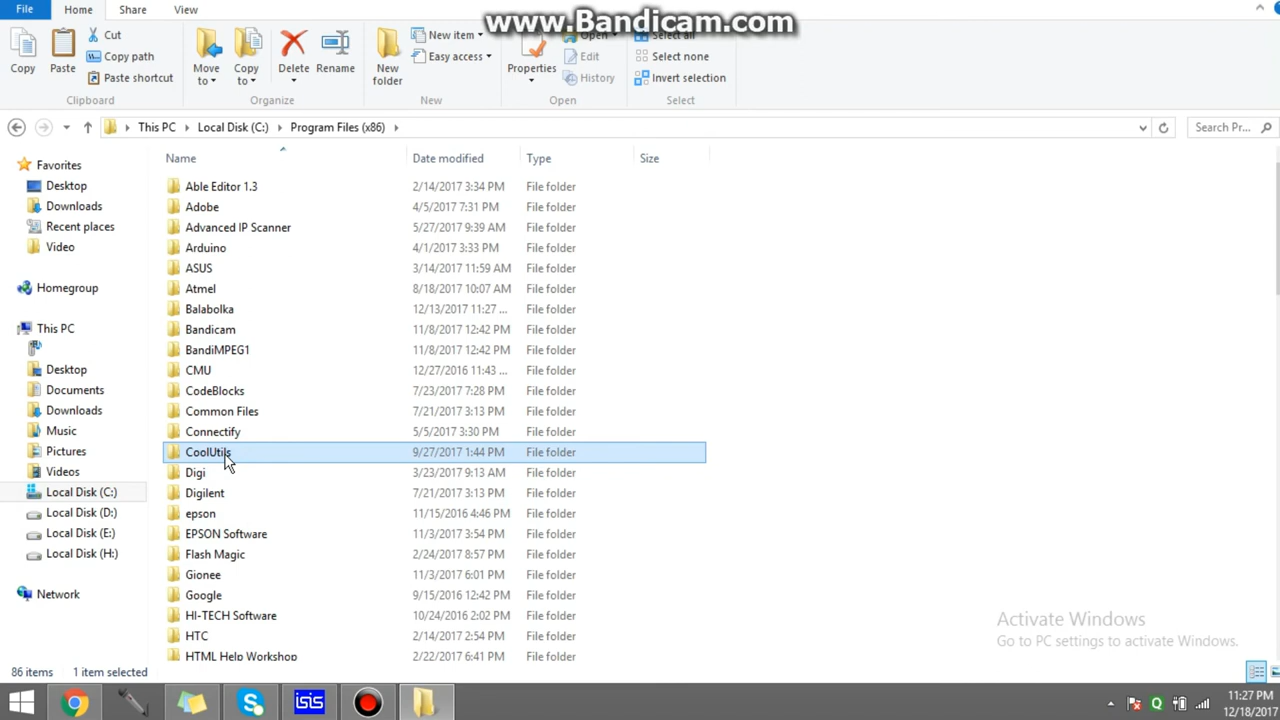 www.Bandicam.com
File Home Share View
Copy
Paste
Cut
Copy path
Paste shortcut
Move to
Copy to
Delete
Rename
New folder
New item
Easy access
Properties
Open
Edit
History
Select all
Select none
Invert selection
Clipboard Organize New Open Select
This PC Local Disk (C:) Program Files (x86)
Search Pr...
Favorites
Desktop
Downloads
Recent places
Video
Homegroup
This PC
Desktop
Documents
Downloads
Music
Pictures
Videos
Local Disk (C:)
Local Disk (D:)
Local Disk (E:)
Local Disk (H:)
Network
Name Date modified Type Size
Able Editor 1.3 2/14/2017 3:34 PM File folder
Adobe 4/5/2017 7:31 PM File folder
Advanced IP Scanner 5/27/2017 9:39 AM File folder
Arduino 4/1/2017 3:33 PM File folder
ASUS 3/14/2017 11:59 AM File folder
Atmel 8/18/2017 10:07 AM File folder
Balabolka 12/13/2017 11:27 ... File folder
Bandicam 11/8/2017 12:42 PM File folder
BandiMPEG1 11/8/2017 12:42 PM File folder
CMU 12/27/2016 11:43 ... File folder
CodeBlocks 7/23/2017 7:28 PM File folder
Common Files 7/21/2017 3:13 PM File folder
Connectify 5/5/2017 3:30 PM File folder
CoolUtils 9/27/2017 1:44 PM File folder
Digi 3/23/2017 9:13 AM File folder
Digilent 7/21/2017 3:13 PM File folder
epson 11/15/2016 4:46 PM File folder
EPSON Software 11/3/2017 3:54 PM File folder
Flash Magic 2/24/2017 8:57 PM File folder
Gionee 11/3/2017 6:01 PM File folder
Google 9/15/2016 12:42 PM File folder
HI-TECH Software 10/24/2016 2:02 PM File folder
HTC 2/14/2017 2:54 PM File folder
HTML Help Workshop 2/22/2017 6:41 PM File folder
Activate Windows
Go to PC settings to activate Windows.
86 items 1 item selected
isis
11:27 PM
12/18/2017